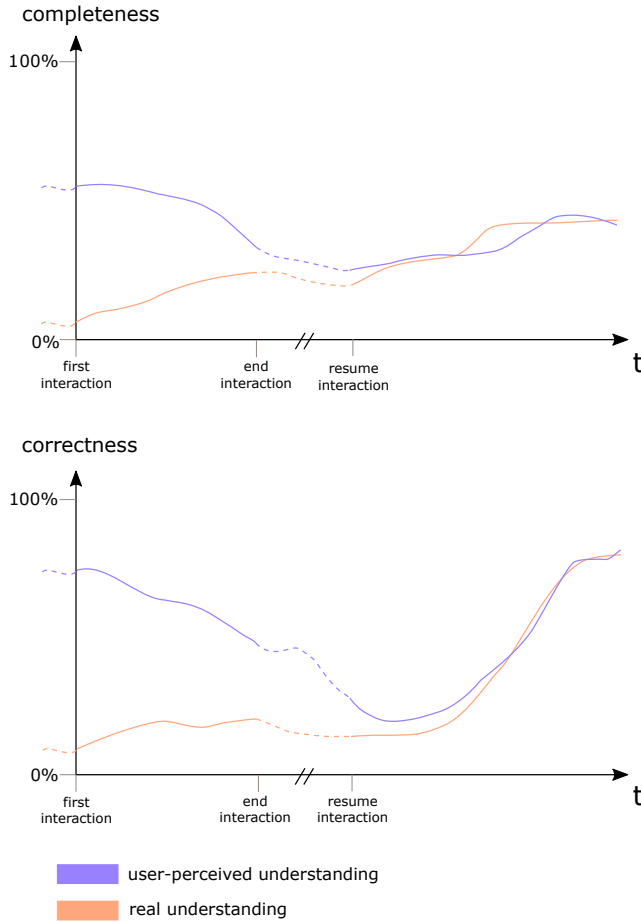 completeness
100%
0%
first
interaction
end
interaction
resume
interaction
t
correctness
100%
0%
first
interaction
end
interaction
resume
interaction
t
user-perceived understanding
real understanding